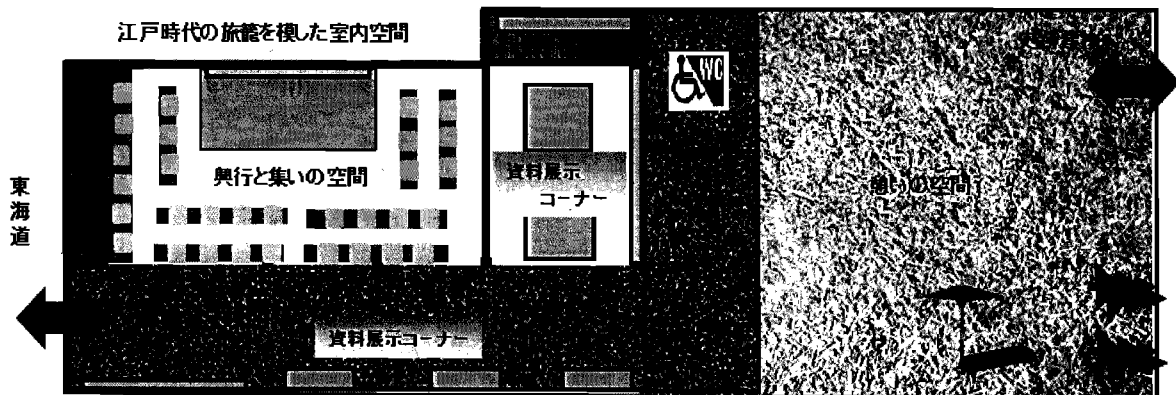 江戸時代の旅籠を模した室内空間
WC
興行と集いの空間
資料展示
コーナー
憩いの空間
東海道
資料展示コーナー